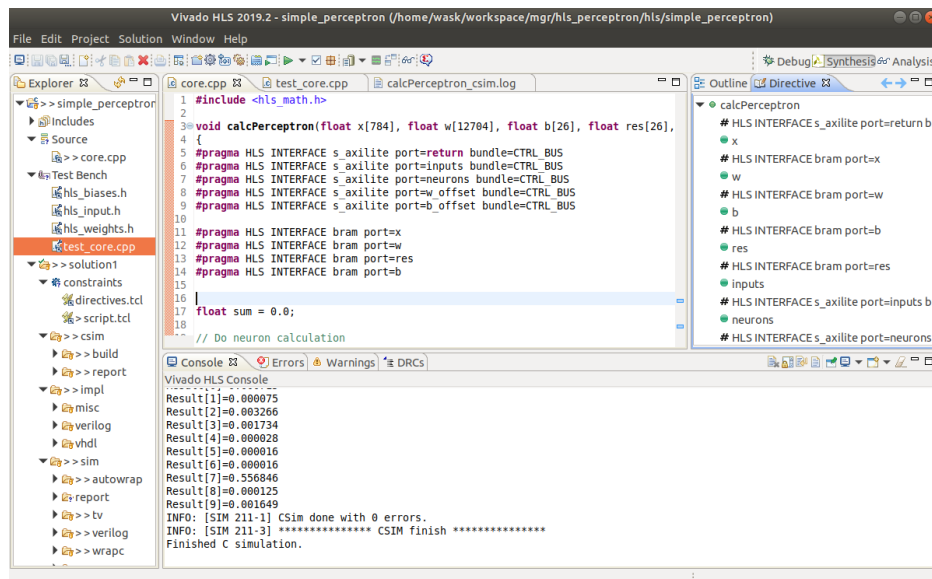 Vivado HLS 2019.2 - simple_perceptron (/home/wask/workspace/mgr/hls_perceptron/hls/simple_perceptron)
File Edit Project Solution Window Help
Debug Synthesis Analysis
Explorer
>> simple_perceptron
Includes
Source
>> core.cpp
Test Bench
hls_biases.h
hls_input.h
hls_weights.h
test_core.cpp
>> solution1
constraints
directives.tcl
> script.tcl
>> csim
>> build
>> report
>> impl
misc
verilog
vhdl
>> sim
>> autowrap
report
>> tv
>> verilog
>> wrapc
core.cpp test_core.cpp calcPerceptron_csim.log
1 #include <hls_math.h>
2
3 void calcPerceptron(float x[784], float w[12704], float b[26], float res[26],
4 {
5 #pragma HLS INTERFACE s_axilite port=return bundle=CTRL_BUS
6 #pragma HLS INTERFACE s_axilite port=inputs bundle=CTRL_BUS
7 #pragma HLS INTERFACE s_axilite port=neurons bundle=CTRL_BUS
8 #pragma HLS INTERFACE s_axilite port=w_offset bundle=CTRL_BUS
9 #pragma HLS INTERFACE s_axilite port=b_offset bundle=CTRL_BUS
10
11 #pragma HLS INTERFACE bram port=x
12 #pragma HLS INTERFACE bram port=w
13 #pragma HLS INTERFACE bram port=res
14 #pragma HLS INTERFACE bram port=b
15
16
17 float sum = 0.0;
18
// Do neuron calculation
Outline Directive
calcPerceptron
# HLS INTERFACE s_axilite port=return b
x
# HLS INTERFACE bram port=x
w
# HLS INTERFACE bram port=w
b
# HLS INTERFACE bram port=b
res
# HLS INTERFACE bram port=res
inputs
# HLS INTERFACE s_axilite port=inputs b
neurons
# HLS INTERFACE s_axilite port=neurons
Console Errors Warnings DRCs
Vivado HLS Console
Result[1]=0.000075
Result[2]=0.003266
Result[3]=0.001734
Result[4]=0.000028
Result[5]=0.000016
Result[6]=0.000016
Result[7]=0.556846
Result[8]=0.000125
Result[9]=0.001649
INFO: [SIM 211-1] CSim done with 0 errors.
INFO: [SIM 211-3] *************** CSIM finish ***************
Finished C simulation.